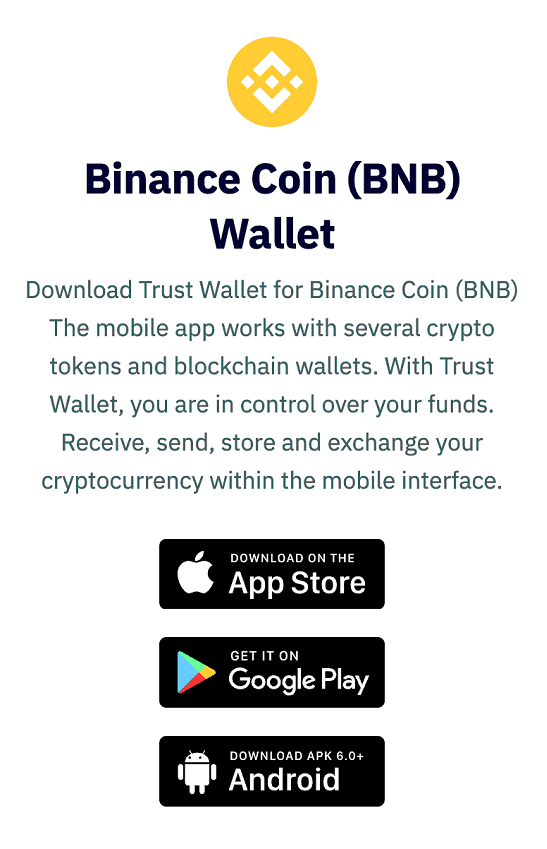 Binance Coin (BNB)
Wallet
Download Trust Wallet for Binance Coin (BNB)
The mobile app works with several crypto
tokens and blockchain wallets. With Trust
Wallet, you are in control over your funds.
Receive, send, store and exchange your
cryptocurrency within the mobile interface.
DOWNLOAD ON THE
App Store
GET IT ON
Google Play
DOWNLOAD APK 6.0+
Android